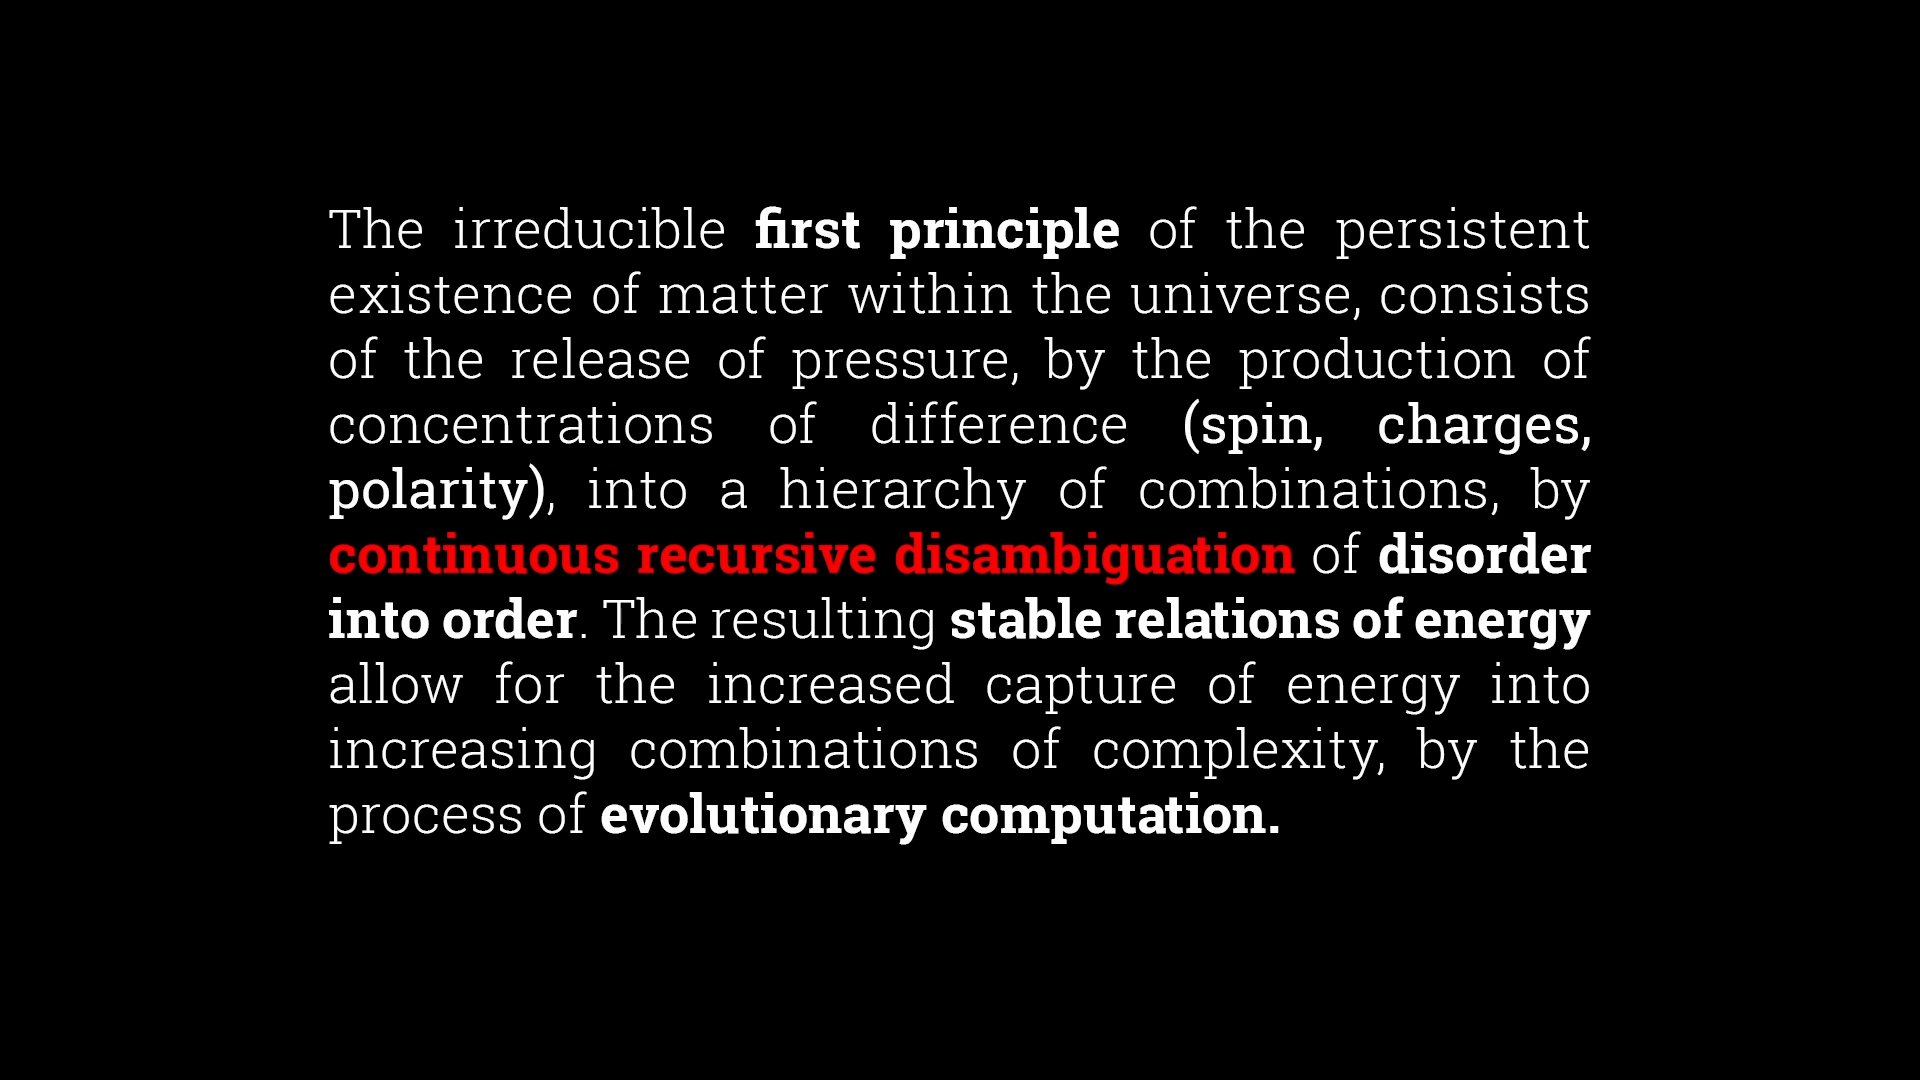 The irreducible first principle of the persistent
existence of matter within the universe, consists
of the release of pressure, by the production of
concentrations of difference (spin, charges,
polarity), into a hierarchy of combinations, by
continuous recursive disambiguation of disorder
into order. The resulting stable relations of energy
allow for the increased capture of energy into
increasing combinations of complexity, by the
process of evolutionary computation.